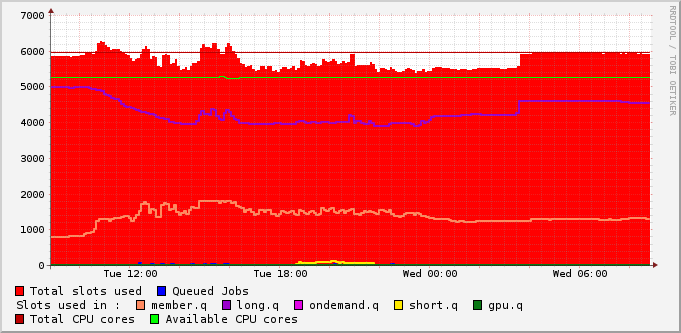 7000
6000
5000
4000
3000
2000
1000
0
Tue 12:00 Tue 18:00 Wed 00:00 Wed 06:00
Total slots used Queued Jobs
Slots used in : member.q long.q ondemand.q short.q gpu.q
Total CPU cores Available CPU cores
RRDTOOL / TOBI OETIKER